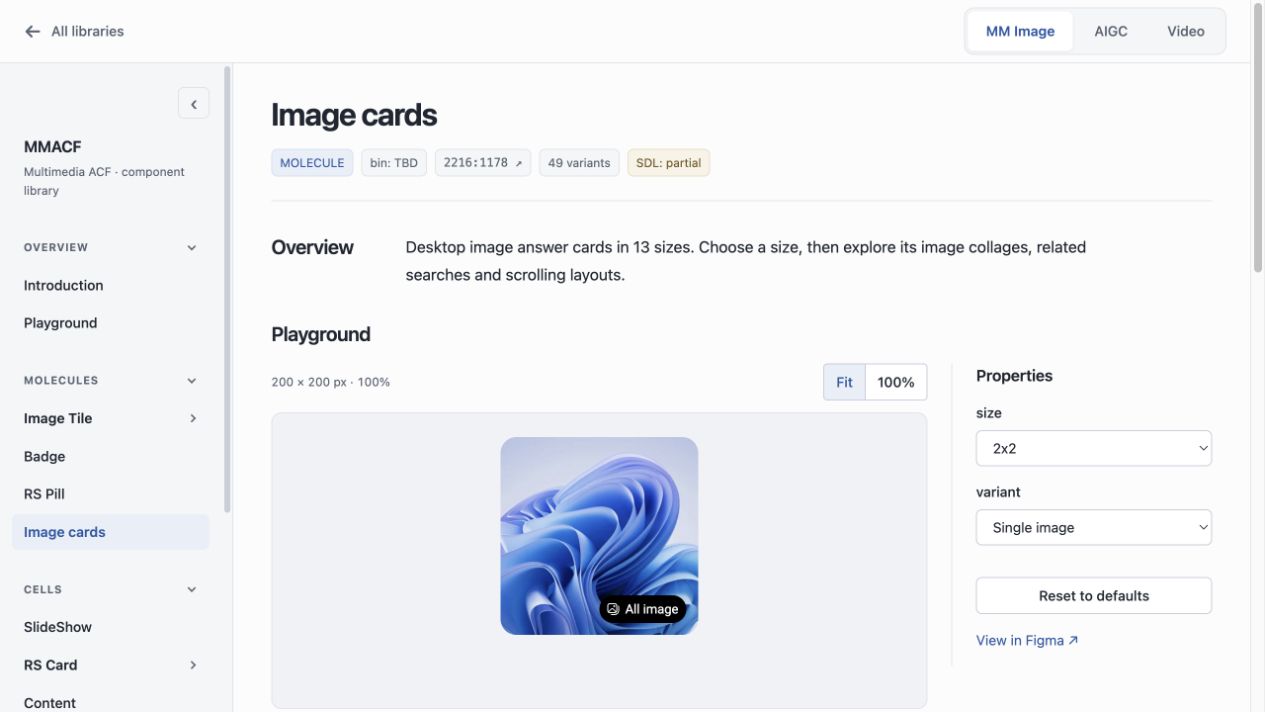 All libraries
MM Image
AIGC
Video
MMACF
Multimedia ACF · component
library
OVERVIEW
Introduction
Playground
MOLECULES
Image Tile
Badge
RS Pill
Image cards
CELLS
SlideShow
RS Card
Content
Image cards
MOLECULE
bin: TBD
2216:1178 ↗
49 variants
SDL: partial
Overview
Desktop image answer cards in 13 sizes. Choose a size, then explore its image collages, related
searches and scrolling layouts.
Playground
200 × 200 px · 100%
Fit
100%
All image
Properties
size
2x2
variant
Single image
Reset to defaults
View in Figma ↗